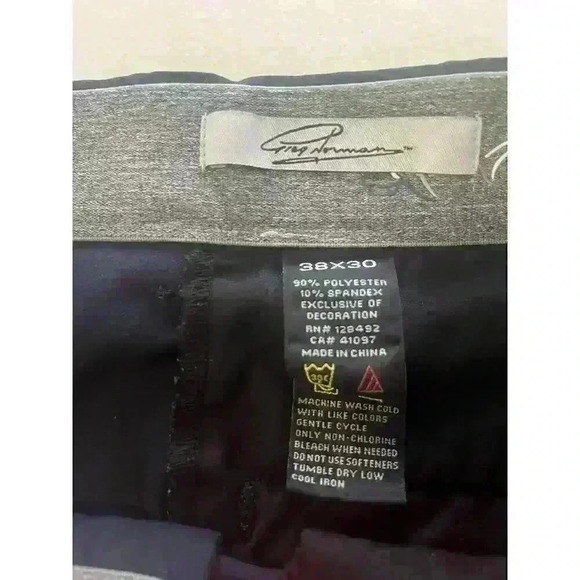 Greg Norman™
38X30
90% POLYESTER
10% SPANDEX
EXCLUSIVE OF
DECORATION
RN# 128492
CA# 41097
MADE IN CHINA
30C
MACHINE WASH COLD
WITH LIKE COLORS
GENTLE CYCLE
ONLY NON-CHLORINE
BLEACH WHEN NEEDED
DO NOT USE SOFTENERS
TUMBLE DRY LOW
COOL IRON